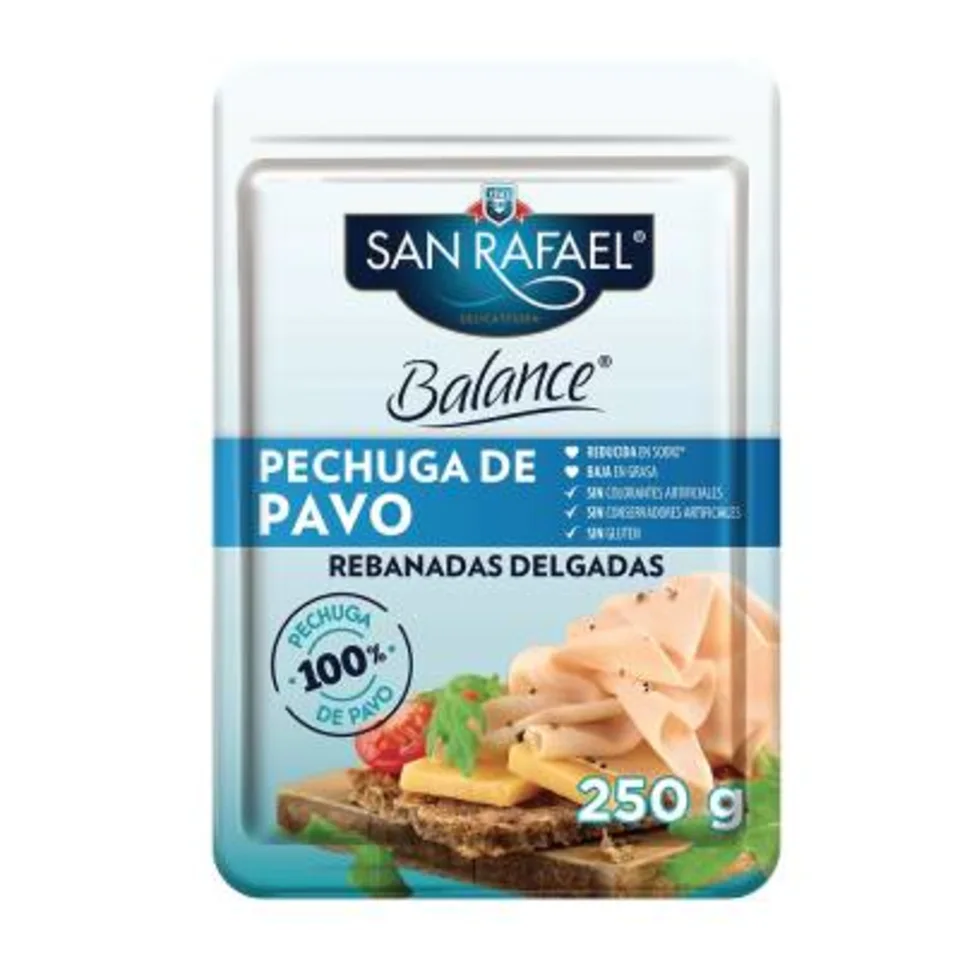 SAN RAFAEL®
DELICATESSEN
Balance®
PECHUGA DE
PAVO
REDUCIDA EN SODIO*
BAJA EN GRASA
SIN COLORANTES ARTIFICIALES
SIN CONSERVADORES ARTIFICIALES
SIN GLUTEN
REBANADAS DELGADAS
PECHUGA
100%
DE PAVO
250 g